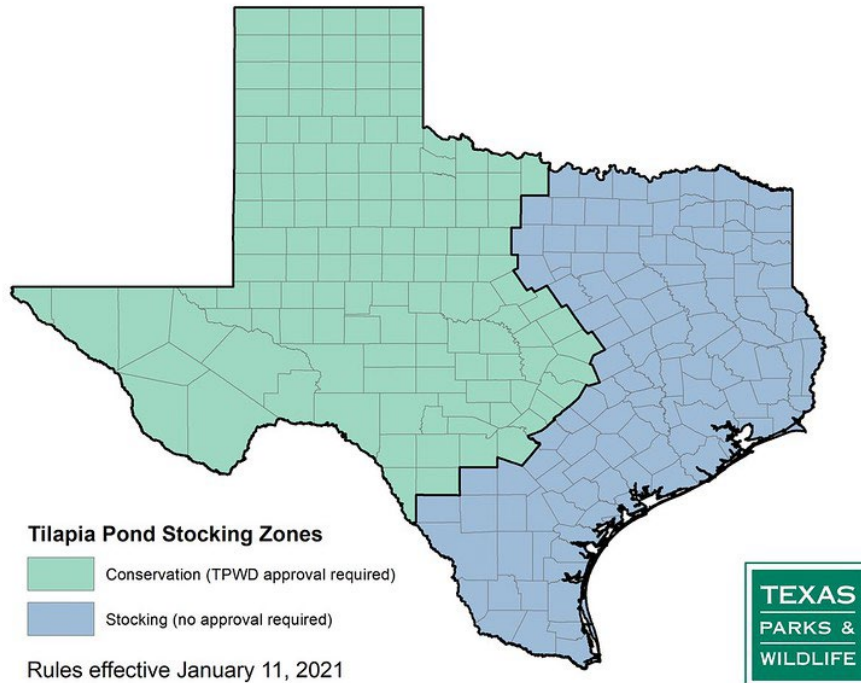 Tilapia Pond Stocking Zones
Conservation (TPWD approval required)
Stocking (no approval required)
Rules effective January 11, 2021
TEXAS
PARKS &
WILDLIFE